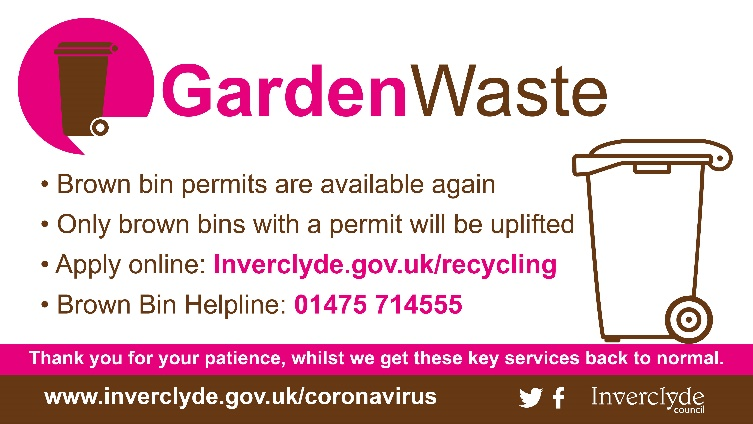 GardenWaste
• Brown bin permits are available again
• Only brown bins with a permit will be uplifted
• Apply online: Inverclyde.gov.uk/recycling
• Brown Bin Helpline: 01475 714555
Thank you for your patience, whilst we get these key services back to normal.
www.inverclyde.gov.uk/coronavirus
Inverclyde
council